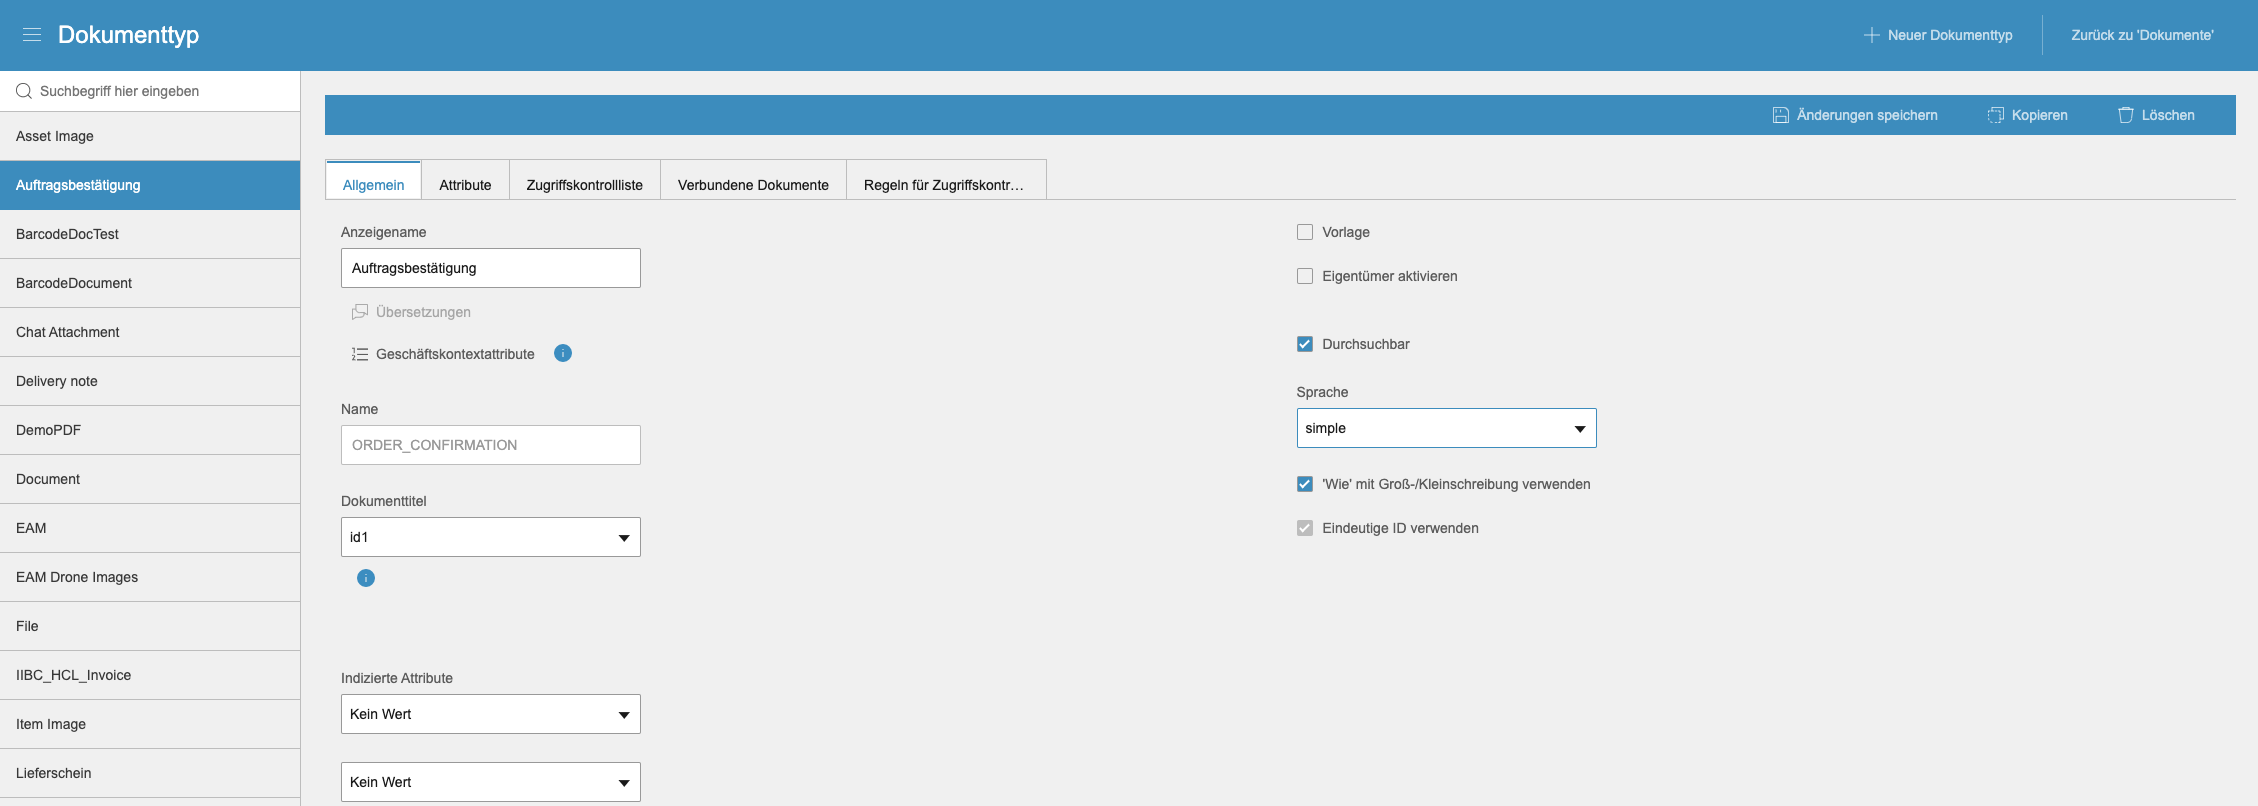 Dokumenttyp
Neuer Dokumenttyp
Zurück zu 'Dokumente'
Suchbegriff hier eingeben
Asset Image
Auftragsbestätigung
BarcodeDocTest
BarcodeDocument
Chat Attachment
Delivery note
DemoPDF
Document
EAM
EAM Drone Images
File
IIBC_HCL_Invoice
Item Image
Lieferschein
Änderungen speichern
Kopieren
Löschen
Allgemein
Attribute
Zugriffskontrollliste
Verbundene Dokumente
Regeln für Zugriffskontr...
Anzeigename
Auftragsbestätigung
Übersetzungen
Geschäftskontextattribute
Name
ORDER_CONFIRMATION
Dokumenttitel
id1
Indizierte Attribute
Kein Wert
Kein Wert
Vorlage
Eigentümer aktivieren
Durchsuchbar
Sprache
simple
'Wie' mit Groß-/Kleinschreibung verwenden
Eindeutige ID verwenden